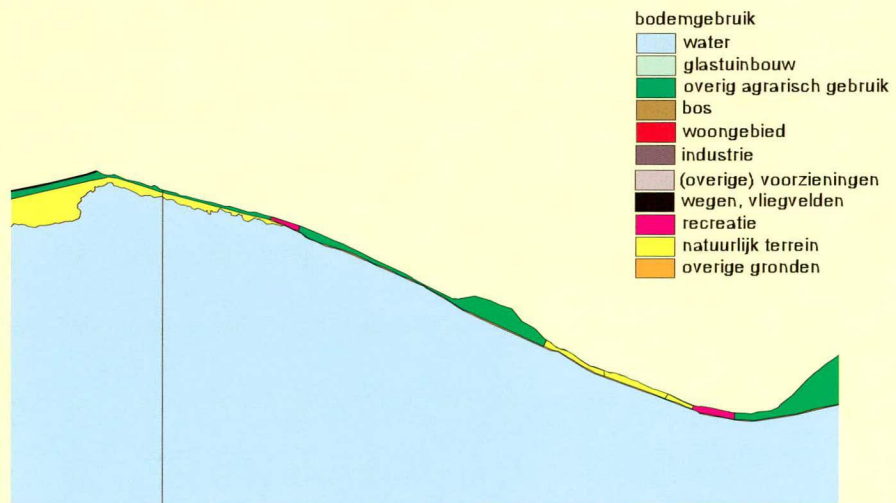 bodemgebruik
water
glastuinbouw
overig agrarisch gebruik
bos
woongebied
industrie
(overige) voorzieningen
wegen, vliegvelden
recreatie
natuurlijk terrein
overige gronden